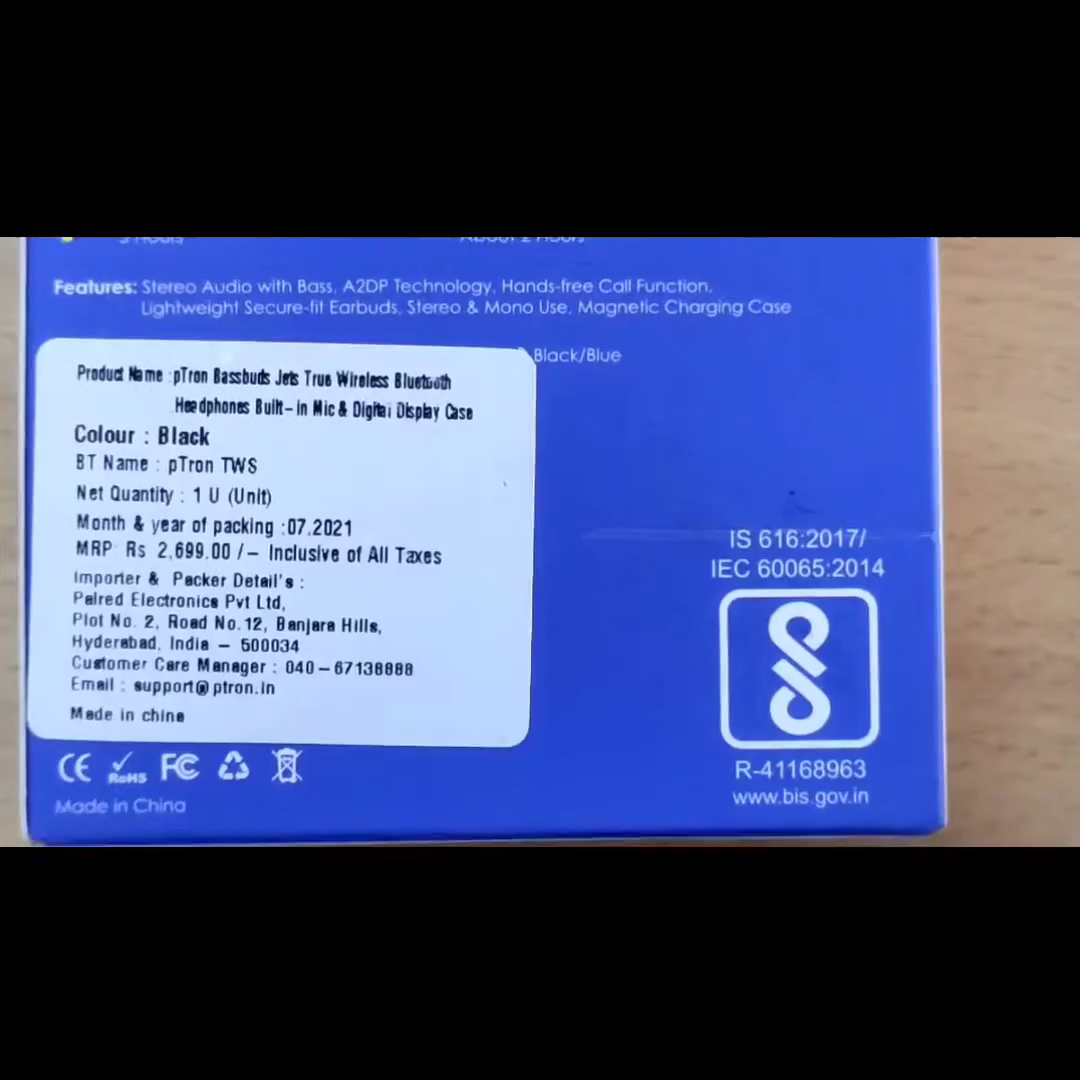 Features: Stereo Audio with Bass, A2DP Technology, Hands-free Call Function,
Lightweight Secure-fit Earbuds, Stereo & Mono Use, Magnetic Charging Case
Black/Blue
Product Name :pTron Bassbuds Jets True Wireless Bluetooth
Headphones Built-in Mic & Digital Display Case
Colour : Black
BT Name : pTron TWS
Net Quantity : 1 U (Unit)
Month & year of packing :07.2021
MRP Rs 2,699.00 /- Inclusive of All Taxes
Importer & Packer Detail's :
Palred Electronics Pvt Ltd,
Plot No. 2, Road No. 12, Banjara Hills,
Hyderabad, India - 500034
Customer Care Manager : 040-67138888
Email : support@ptron.in
Made in china
CE RoHS FC
Made in China
IS 616:2017/
IEC 60065:2014
R-41168963
www.bis.gov.in